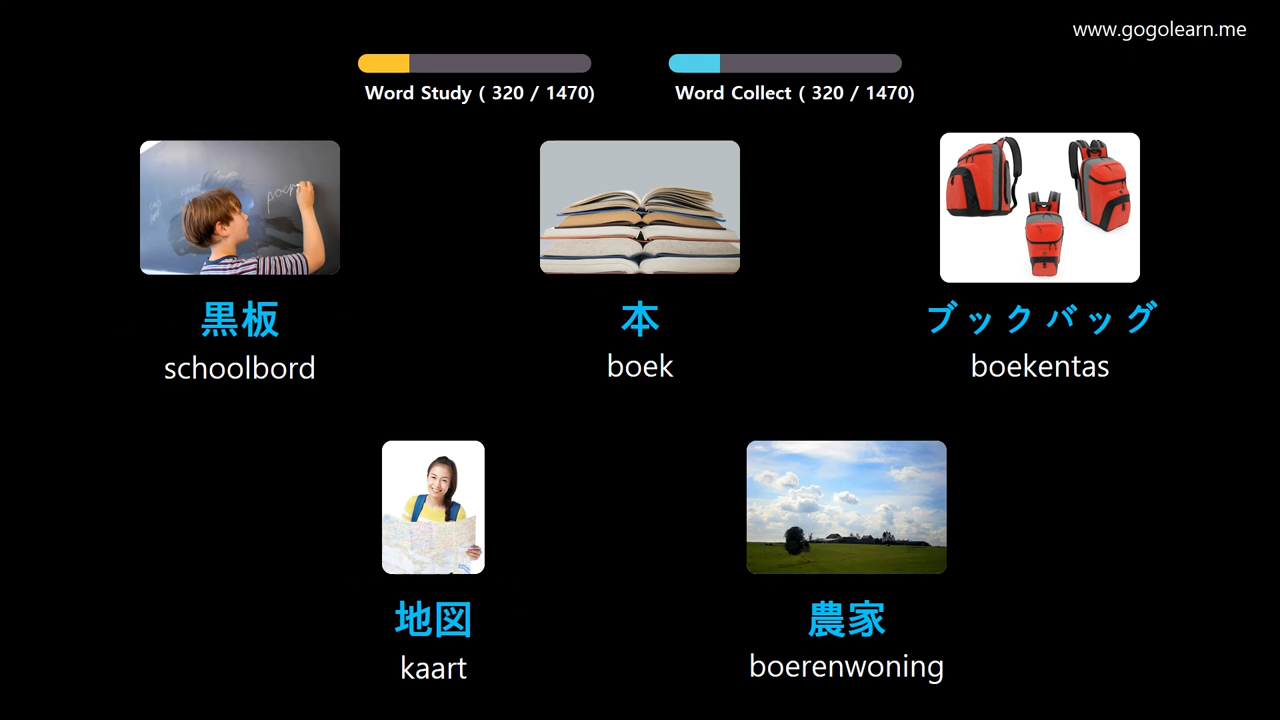 www.gogolearn.me
Word Study ( 320 / 1470)
Word Collect ( 320 / 1470)
黒板
schoolbord
本
boek
ブックバッグ
boekentas
地図
kaart
農家
boerenwoning